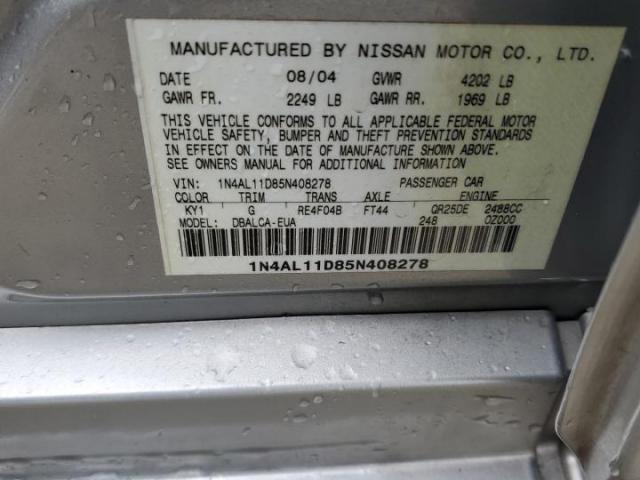 MANUFACTURED BY NISSAN MOTOR CO., LTD.
DATE 08/04 GVWR 4202 LB
GAWR FR. 2249 LB GAWR RR. 1969 LB
THIS VEHICLE CONFORMS TO ALL APPLICABLE FEDERAL MOTOR
VEHICLE SAFETY, BUMPER AND THEFT PREVENTION STANDARDS
IN EFFECT ON THE DATE OF MANUFACTURE SHOWN ABOVE.
SEE OWNERS MANUAL FOR ADDITIONAL INFORMATION
VIN: 1N4AL11D85N408278 PASSENGER CAR
COLOR TRIM TRANS AXLE ENGINE
KY1 G RE4F04B FT44 QR25DE 2488CC
MODEL: DBALCA-EUA 248 0Z000
1N4AL11D85N408278